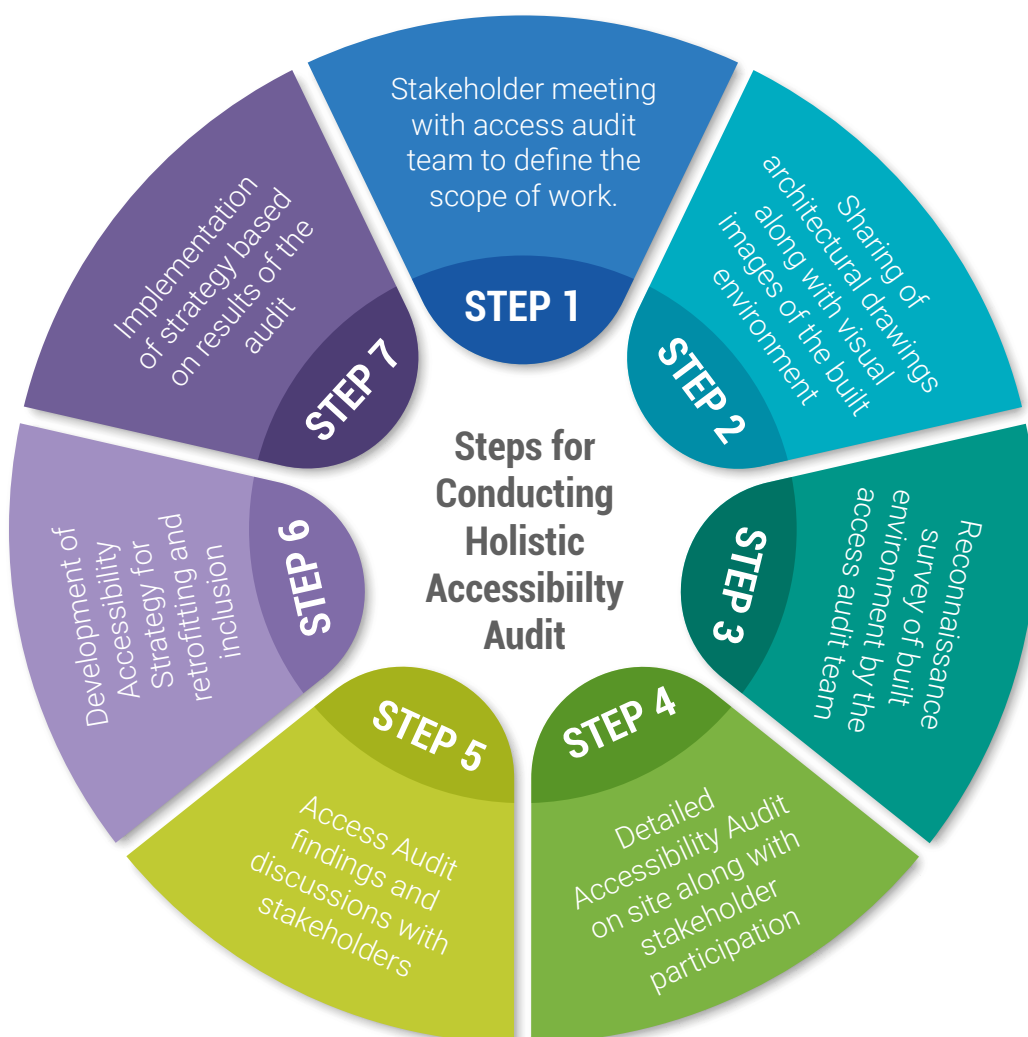 Steps for
Conducting
Holistic
Accessibiilty
Audit
STEP 1
Stakeholder meeting
with access audit
team to define the
scope of work.
STEP 2
Sharing of
architectural drawings
along with visual
images of the built
environment
STEP 3
Reconnaissance
survey of built
environment by the
access audit team
STEP 4
Detailed
Accessibility Audit
on site along with
stakeholder
participation
STEP 5
Access Audit
findings and
discussions with
stakeholders
STEP 6
Development of
Accessibility
Strategy for
retrofitting and
inclusion
STEP 7
Implementation
of strategy based
on results of the
audit